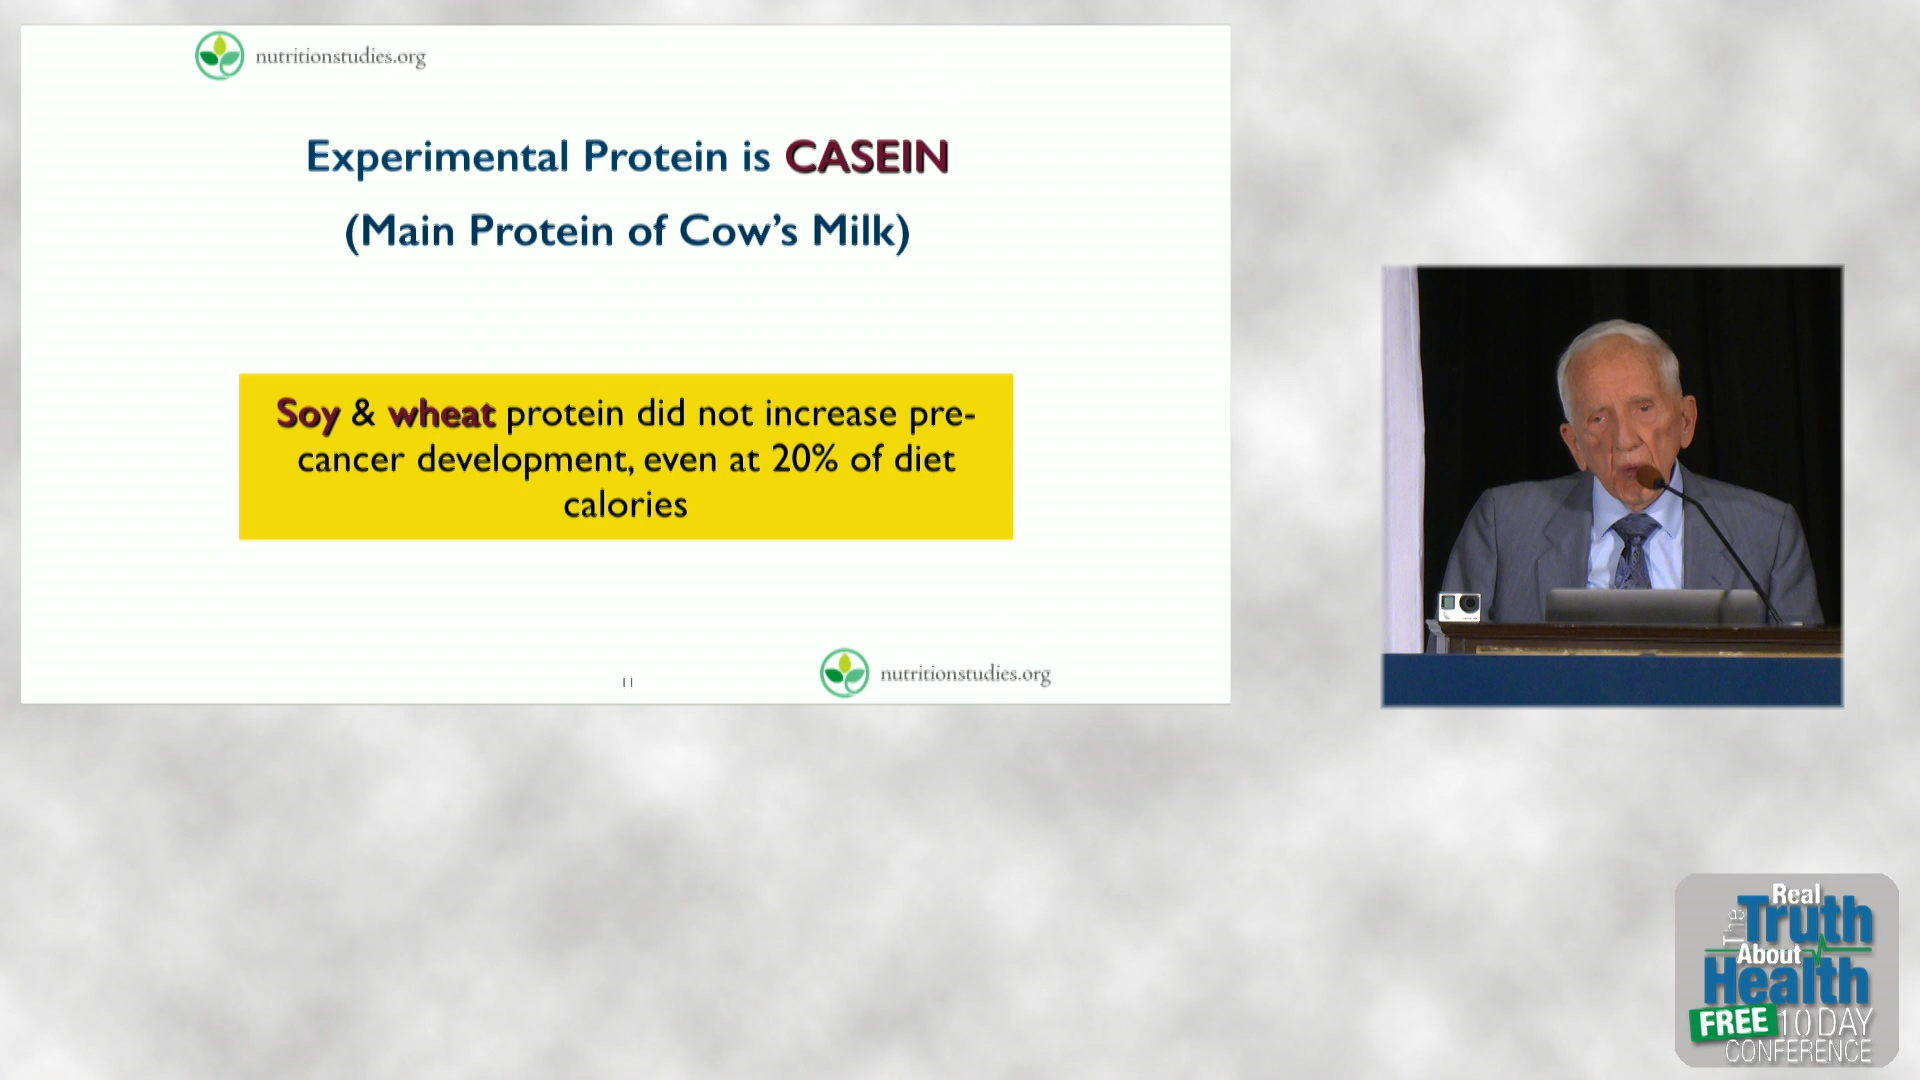 nutritionstudies.org
Experimental Protein is CASEIN
(Main Protein of Cow's Milk)
Soy & wheat protein did not increase pre-
cancer development, even at 20% of diet
calories
11
nutritionstudies.org
The Real
Truth
About
Health
FREE 10 DAY
CONFERENCE